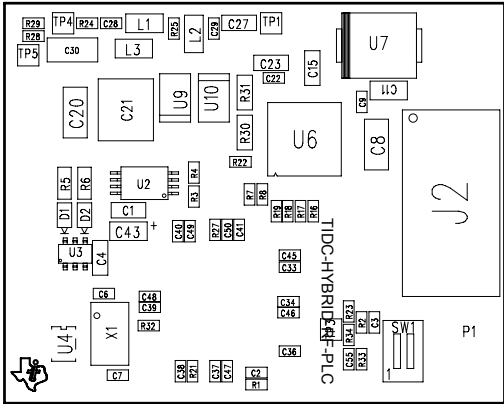 R29
TP4
R24
C28
L1
R25
L2
C29
C27
TP1
R28
TP5
C30
L3
U7
C23
C22
C15
C11
C9
C20
C21
U9
U10
R31
R30
U6
C8
J2
R22
R5
R6
U2
R4
R3
R7
R8
D1
D2
C1
C43
+
C40
C49
R27
C50
C41
R19
R18
R17
R16
U3
C4
C45
C33
TIDC-HYBRID-RF-PLC
C6
C48
C39
C34
C46
X1
R32
U4
R23
R34
R2
C3
SW1
P1
C36
C55
R33
C7
C38
R21
C37
C47
C2
R1
1